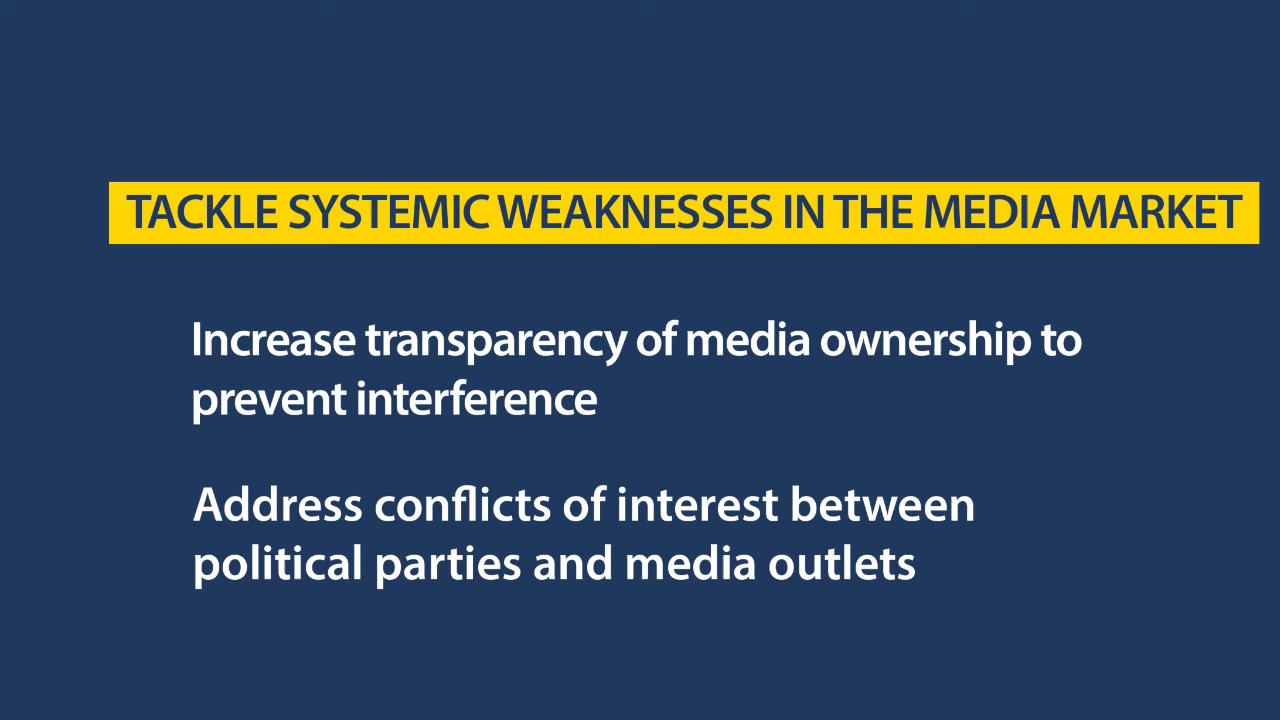 TACKLE SYSTEMIC WEAKNESSES IN THE MEDIA MARKET
Increase transparency of media ownership to
prevent interference
Address conflicts of interest between
political parties and media outlets